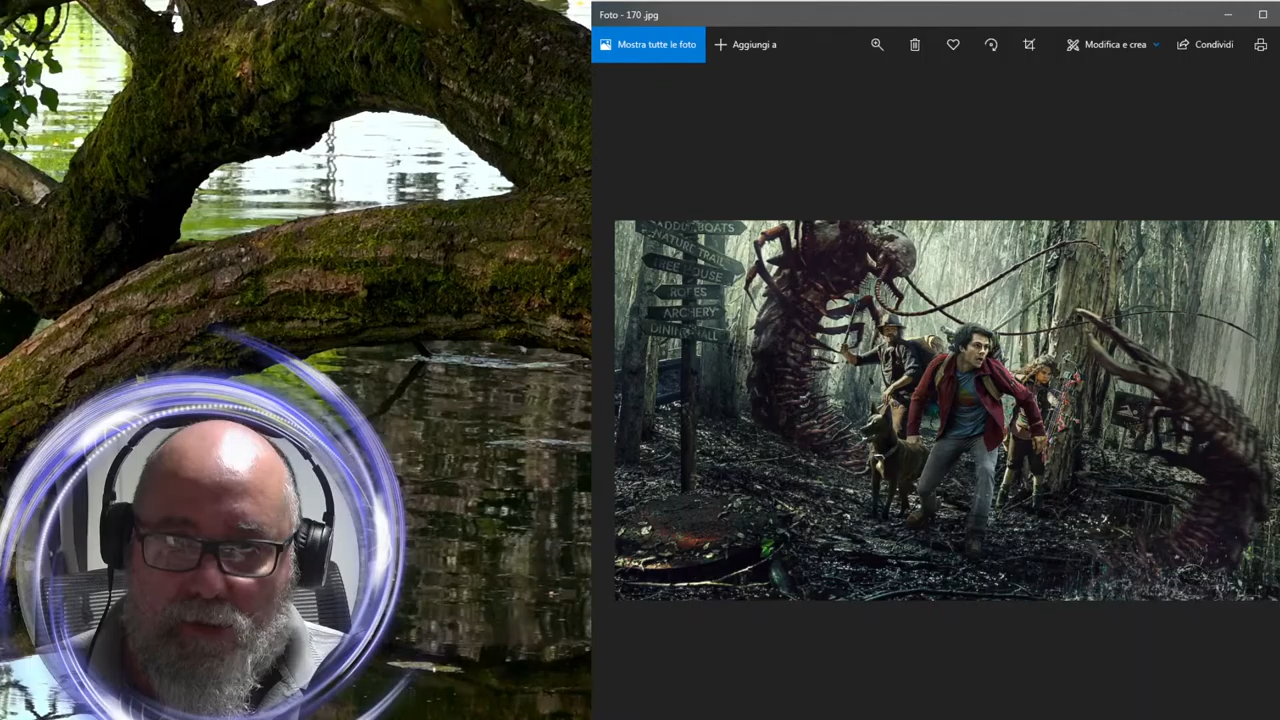 Foto - 170 .jpg
Mostra tutte le foto
Aggiungi a
Modifica e crea
Condividi
BOATS
NATURE TRAIL
TREE HOUSE
ROPES
ARCHERY
DINING HALL